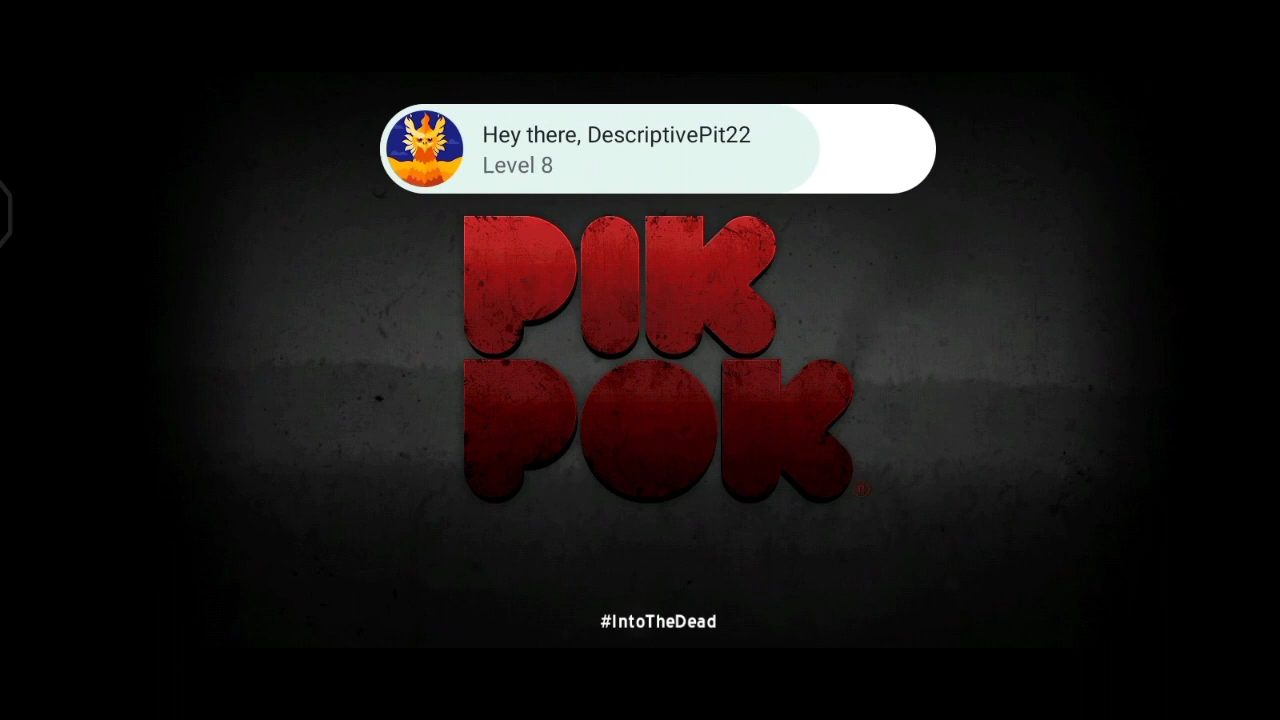 Hey there, DescriptivePit22
Level 8
PIK
POK
®
#IntoTheDead